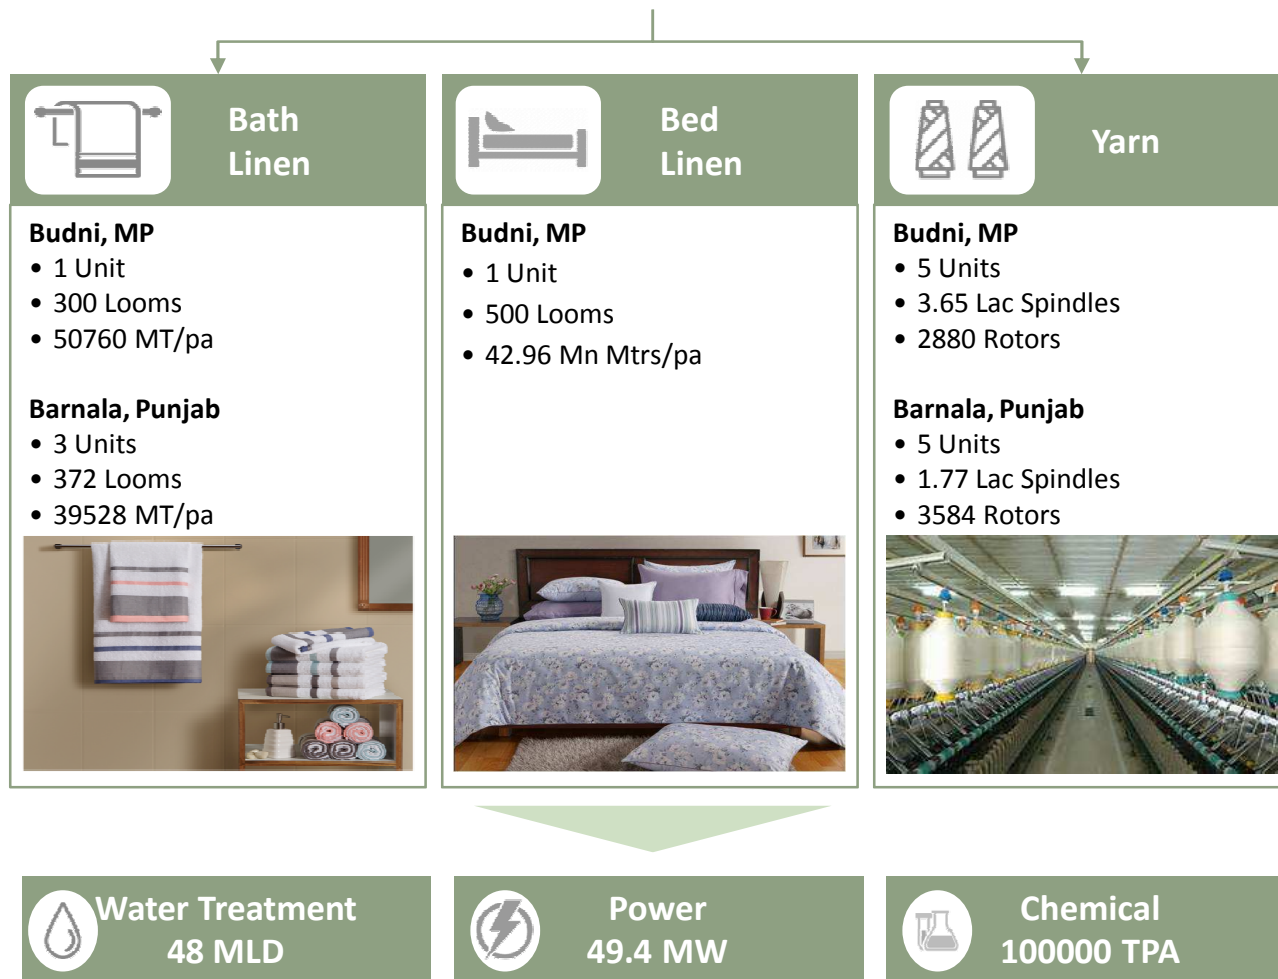 Bath
Linen
Budni, MP
• 1 Unit
• 300 Looms
• 50760 MT/pa
Barnala, Punjab
• 3 Units
• 372 Looms
• 39528 MT/pa
Bed
Linen
Budni, MP
• 1 Unit
• 500 Looms
• 42.96 Mn Mtrs/pa
Yarn
Budni, MP
• 5 Units
• 3.65 Lac Spindles
• 2880 Rotors
Barnala, Punjab
• 5 Units
• 1.77 Lac Spindles
• 3584 Rotors
Water Treatment
48 MLD
Power
49.4 MW
Chemical
100000 TPA